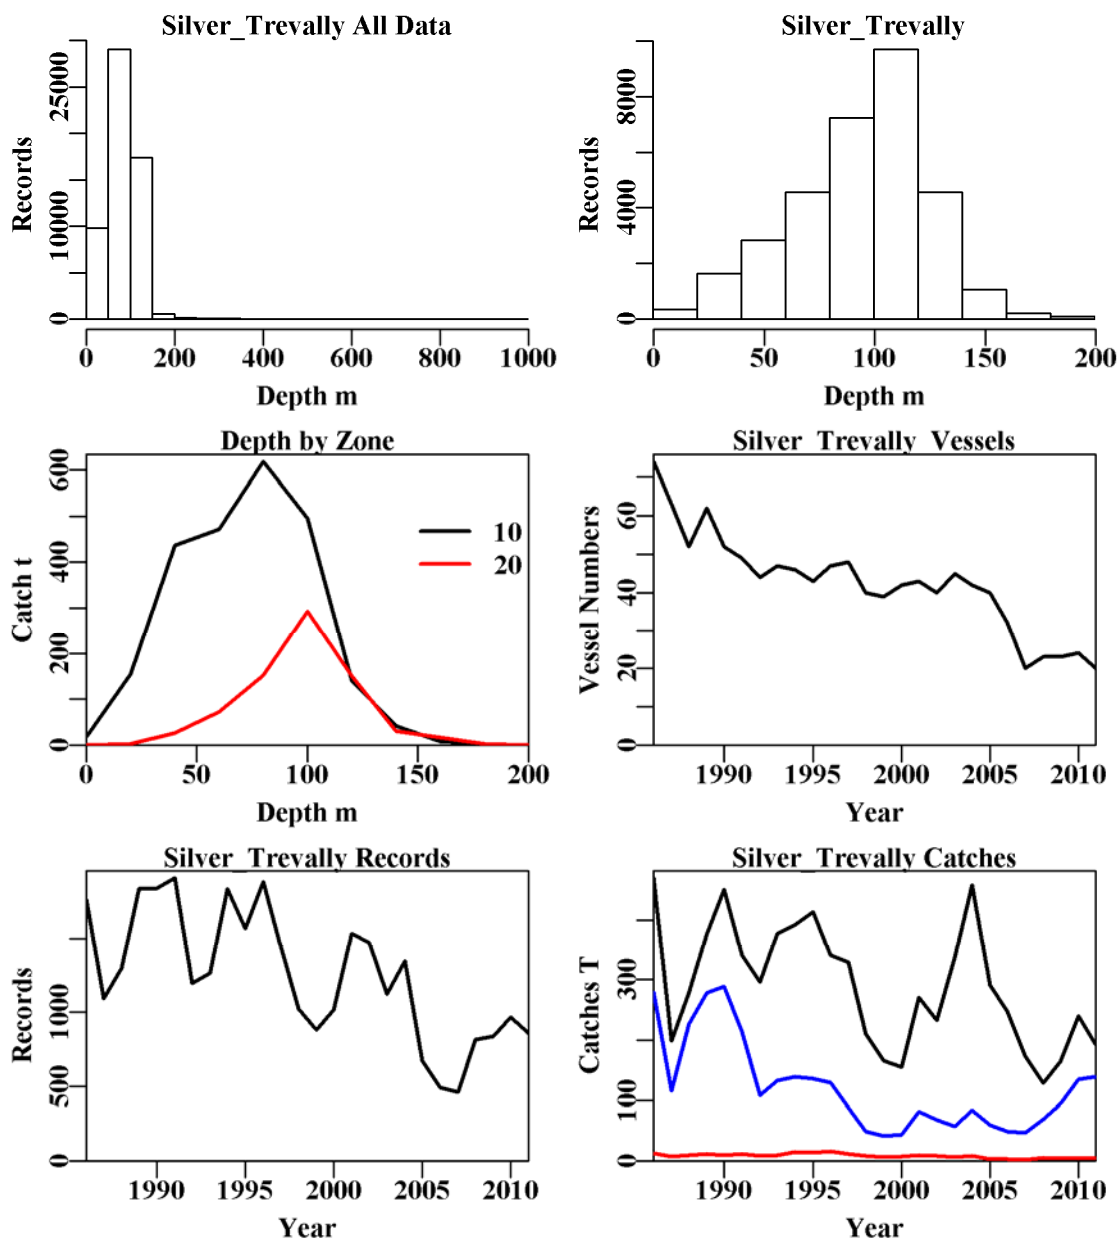 Silver_Trevally All Data
Records
0 10000 25000
0 200 400 600 800 1000
Depth m
Silver_Trevally
Records
0 4000 8000
0 50 100 150 200
Depth m
Depth by Zone
Catch t
0 200 400 600
10
20
0 50 100 150 200
Depth m
Silver_Trevally_Vessels
Vessel Numbers
0 20 40 60
1990 1995 2000 2005 2010
Year
Silver_Trevally Records
Records
0 500 1000
1990 1995 2000 2005 2010
Year
Silver_Trevally Catches
Catches T
0 100 300
1990 1995 2000 2005 2010
Year